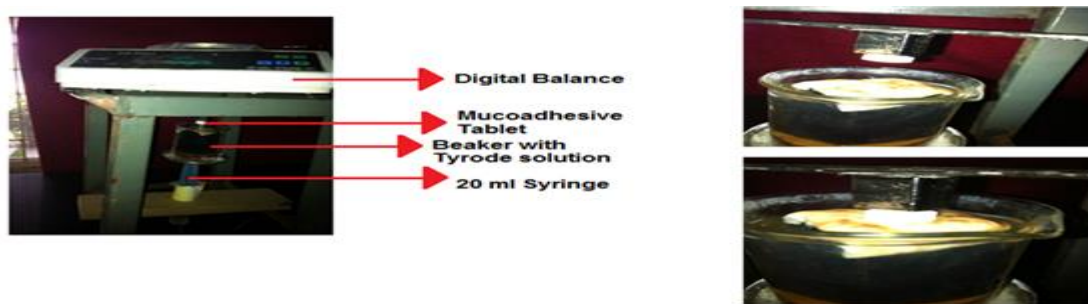 Digital Balance
Mucoadhesive
Tablet
Beaker with
Tyrode solution
20 ml Syringe